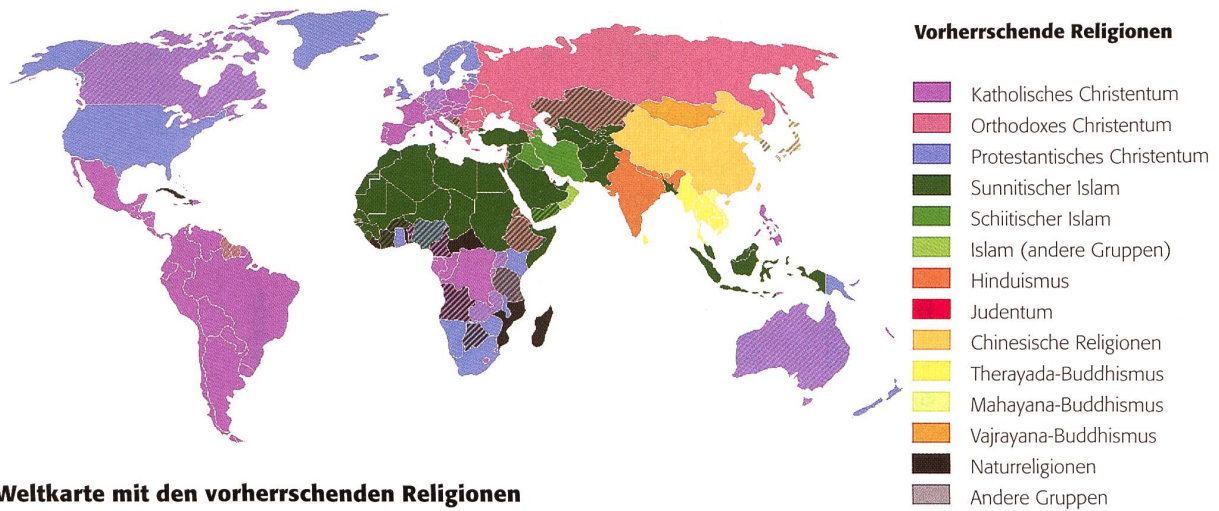 Vorherrschende Religionen
Katholisches Christentum
Orthodoxes Christentum
Protestantisches Christentum
Sunnitischer Islam
Schiitischer Islam
Islam (andere Gruppen)
Hinduismus
Judentum
Chinesische Religionen
Therayada-Buddhismus
Mahayana-Buddhismus
Vajrayana-Buddhismus
Naturreligionen
Andere Gruppen
Weltkarte mit den vorherrschenden Religionen